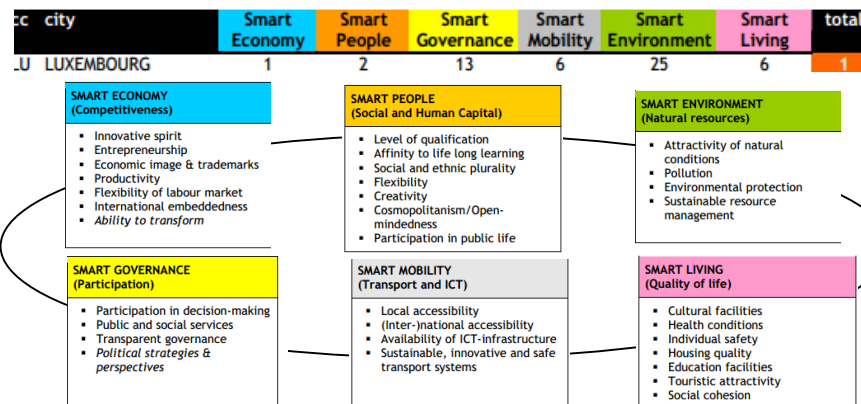 cc city Smart Economy Smart People Smart Governance Smart Mobility Smart Environment Smart Living total
LU LUXEMBOURG 1 2 13 6 25 6 1
SMART ECONOMY
(Competitiveness)
Innovative spirit
Entrepreneurship
Economic image & trademarks
Productivity
Flexibility of labour market
International embeddedness
Ability to transform
SMART PEOPLE
(Social and Human Capital)
Level of qualification
Affinity to life long learning
Social and ethnic plurality
Flexibility
Creativity
Cosmopolitanism/Open-
mindedness
Participation in public life
SMART ENVIRONMENT
(Natural resources)
Attractivity of natural
conditions
Pollution
Environmental protection
Sustainable resource
management
SMART GOVERNANCE
(Participation)
Participation in decision-making
Public and social services
Transparent governance
Political strategies &
perspectives
SMART MOBILITY
(Transport and ICT)
Local accessibility
(Inter-)national accessibility
Availability of ICT-infrastructure
Sustainable, innovative and safe
transport systems
SMART LIVING
(Quality of life)
Cultural facilities
Health conditions
Individual safety
Housing quality
Education facilities
Touristic attractivity
Social cohesion